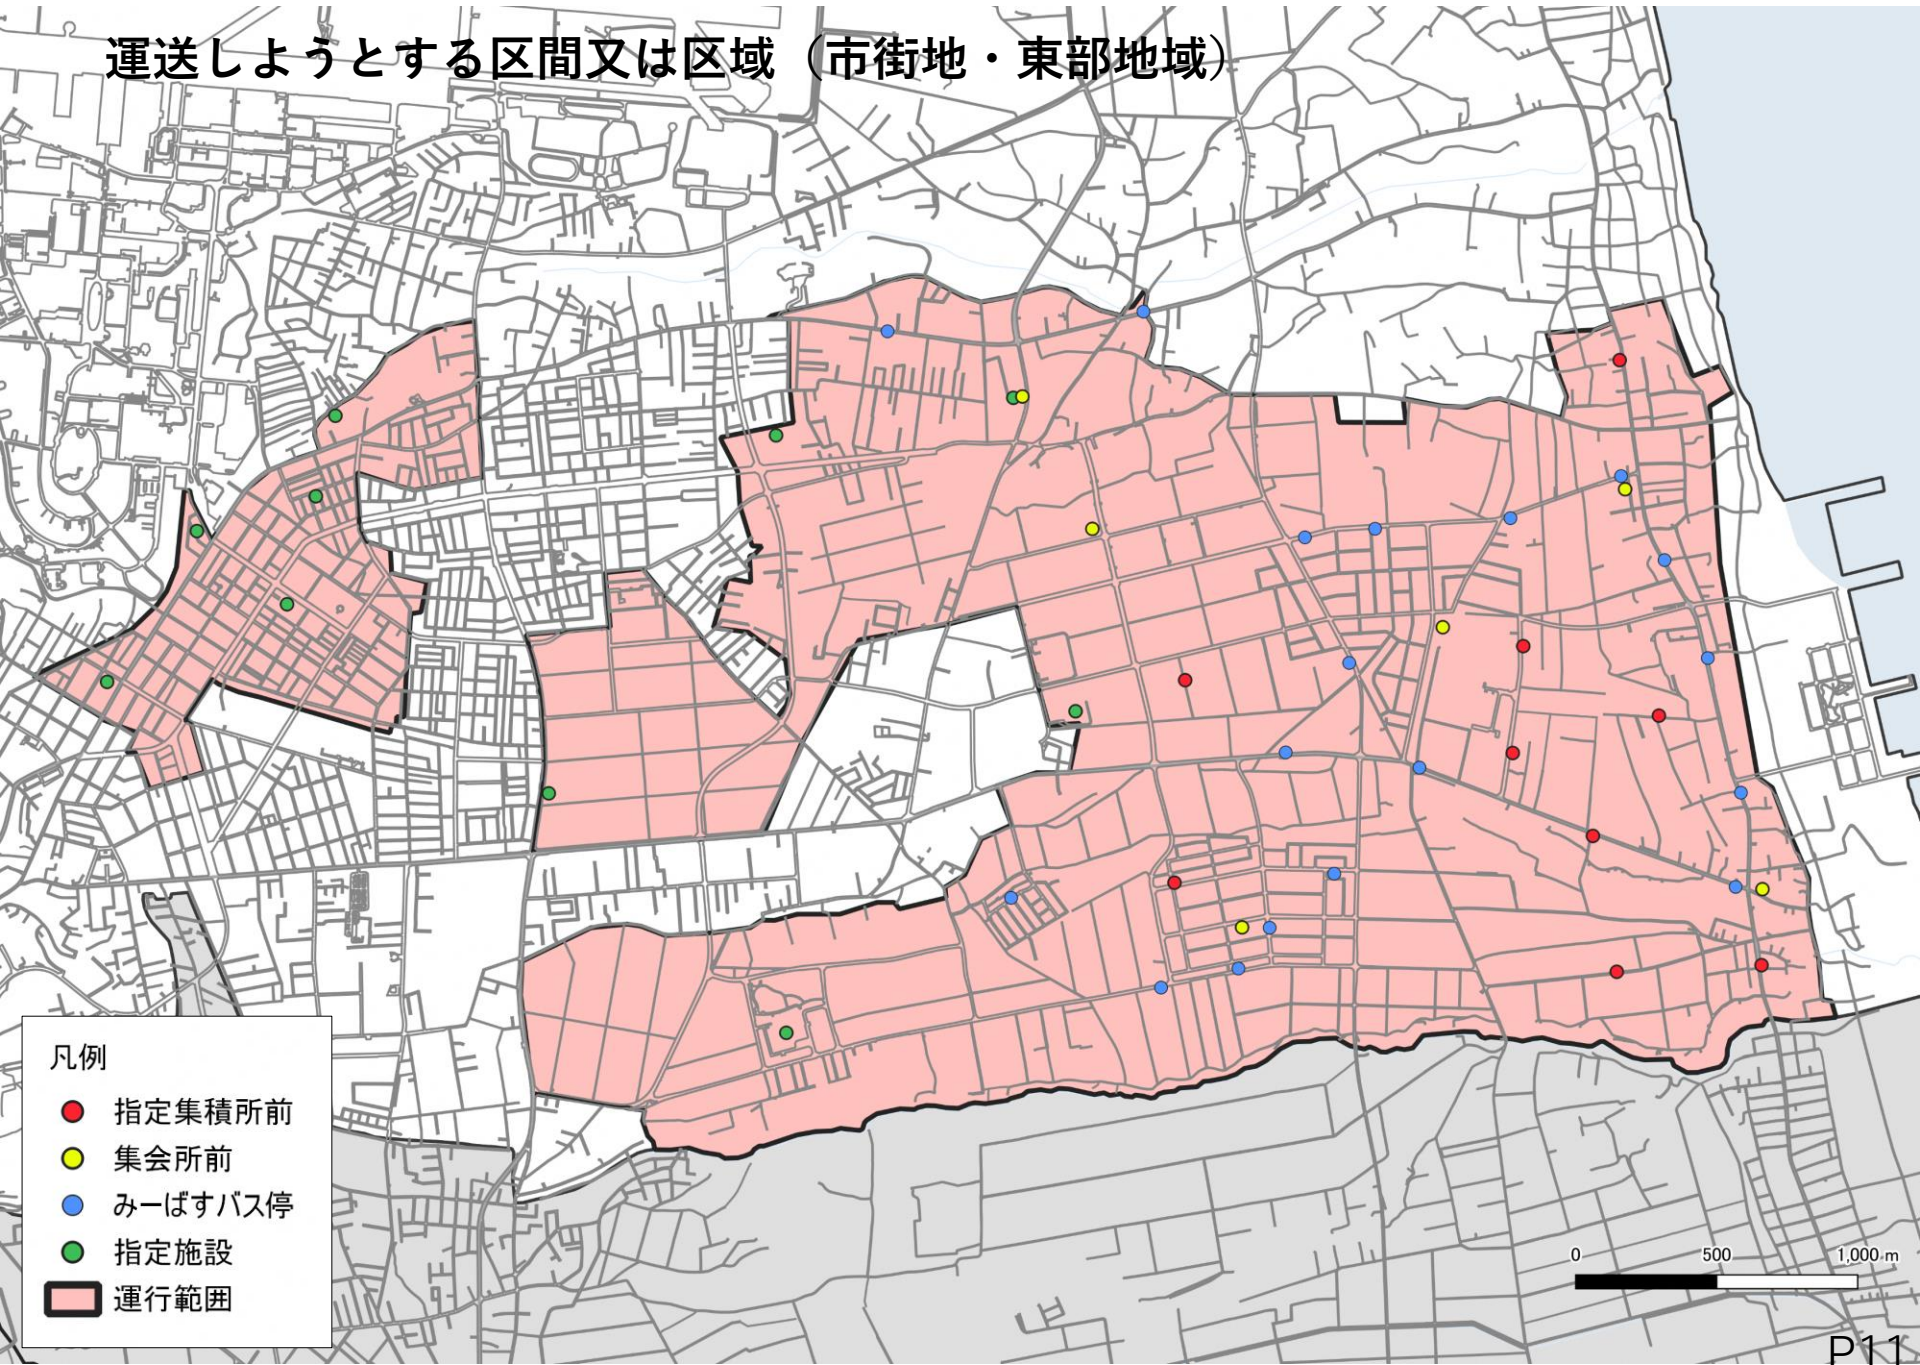 運送しようとする区間又は区域（市街地・東部地域）
凡例
指定集積所前
集会所前
みーばすバス停
指定施設
運行範囲
0 500 1,000 m
P11